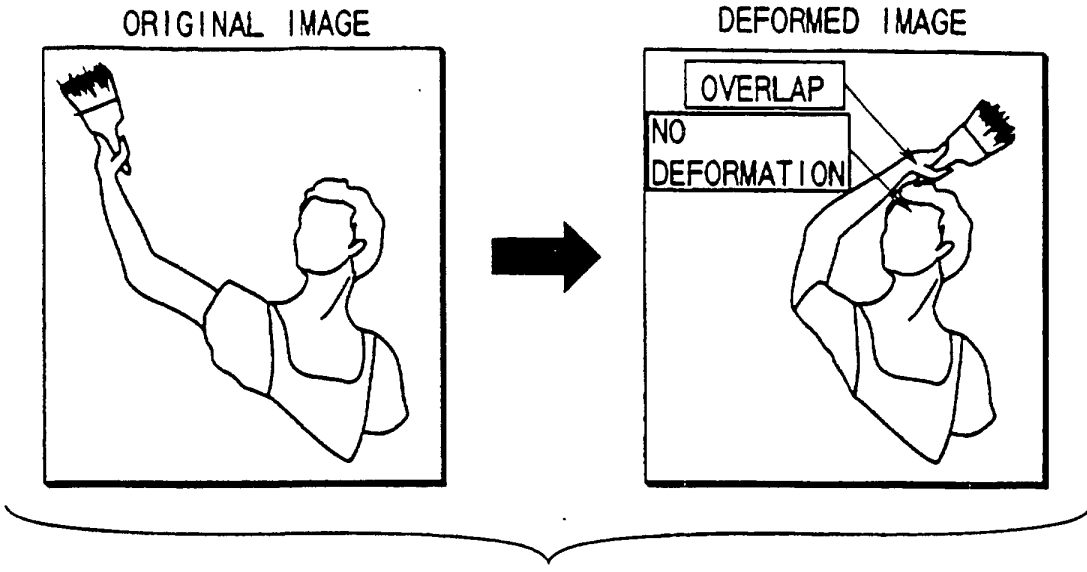 ORIGINAL IMAGE
DEFORMED IMAGE
OVERLAP
NO
DEFORMATION